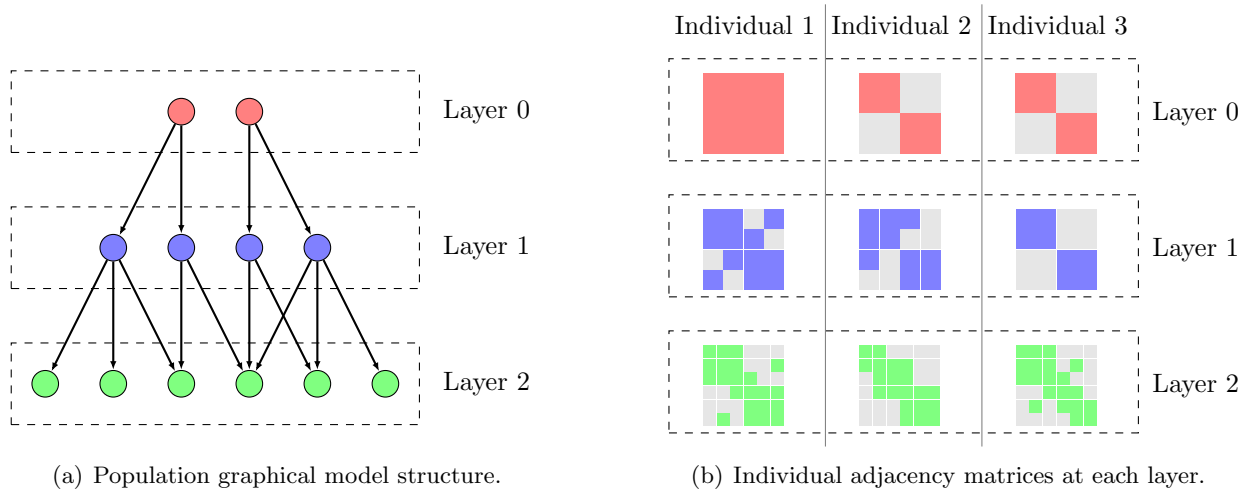 Layer 0
Layer 1
Layer 2
(a) Population graphical model structure.
Individual 1 Individual 2 Individual 3
Layer 0
Layer 1
Layer 2
(b) Individual adjacency matrices at each layer.